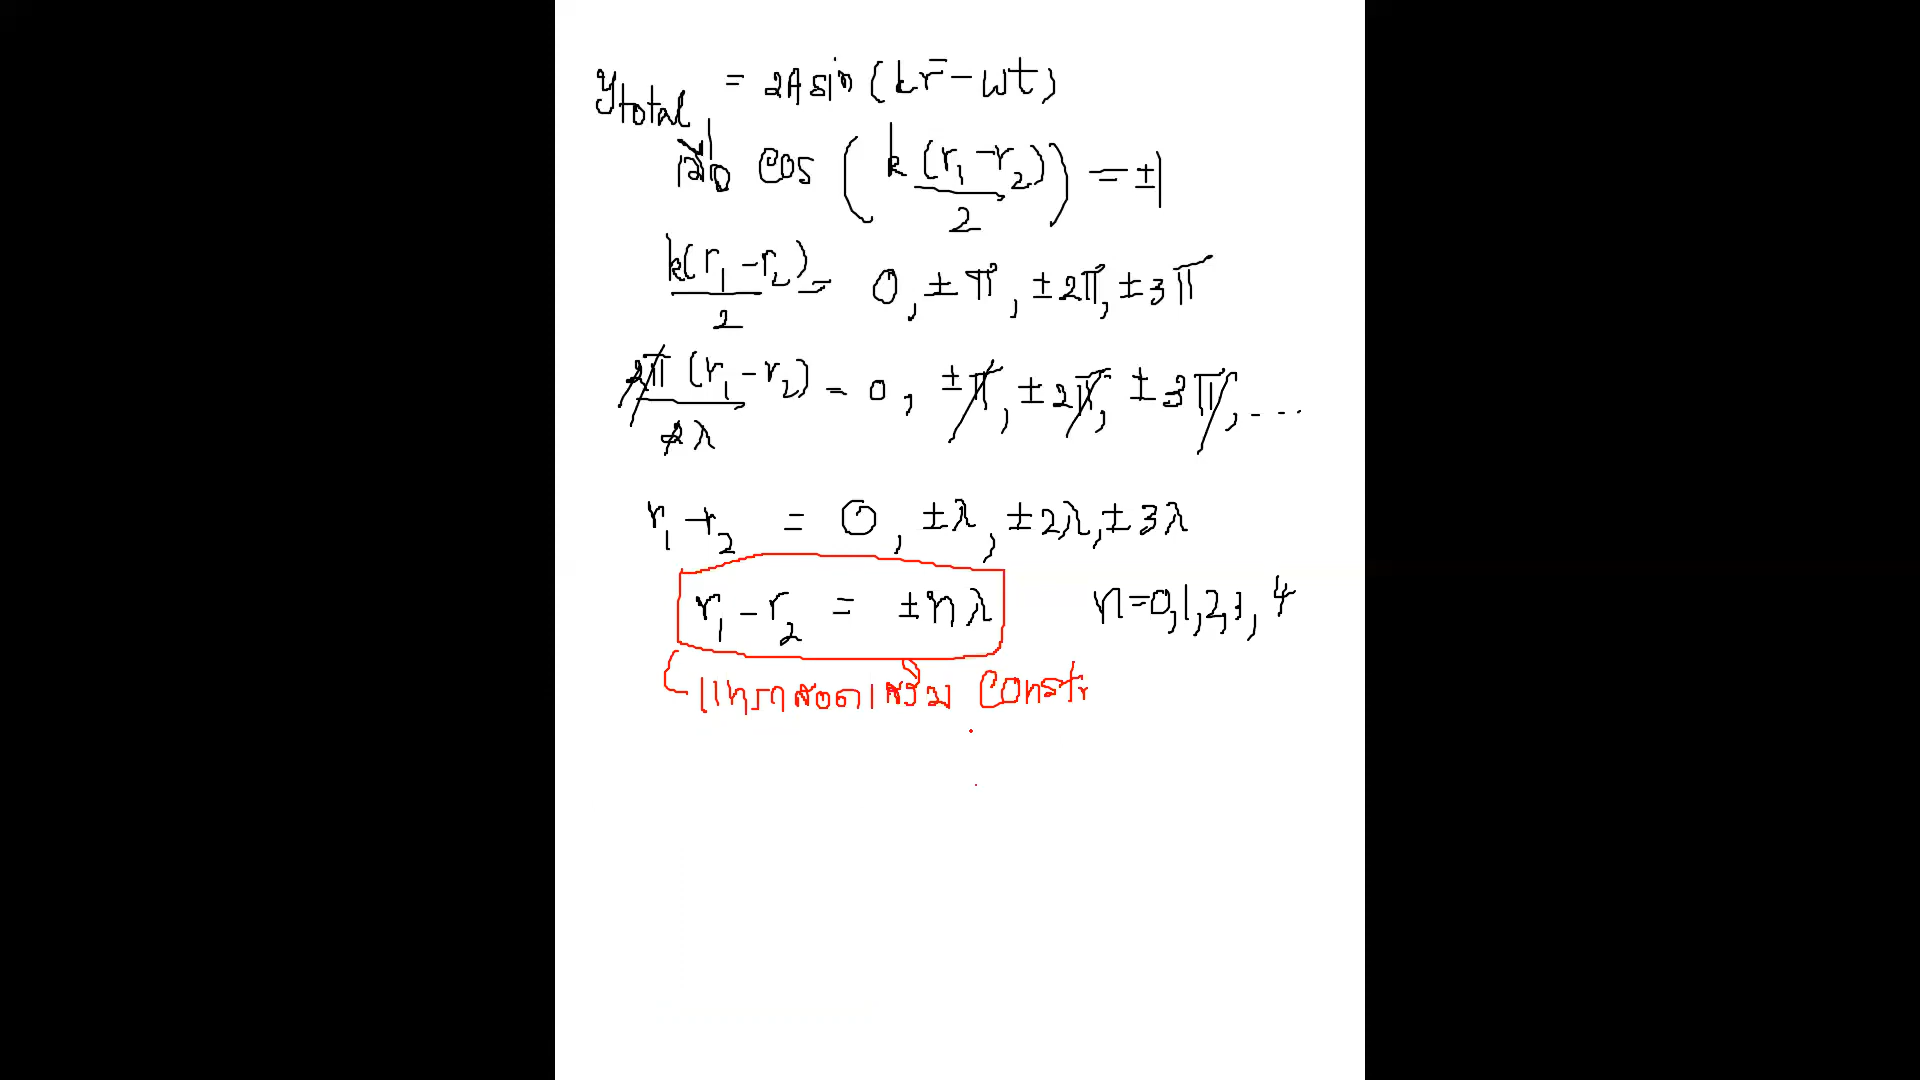 y_total = 2A sin (k r̄ - ωt)
เมื่อ cos ( k (r₁ - r₂) / 2 ) = ±1
k(r₁ - r₂) / 2 = 0, ±π, ±2π, ±3π
2π (r₁ - r₂) / 2λ = 0, ±π, ±2π, ±3π, ...
r₁ - r₂ = 0, ±λ, ±2λ, ±3λ
r₁ - r₂ = ±nλ n=0,1,2,3,4
แทรกสอดเสริม Constr